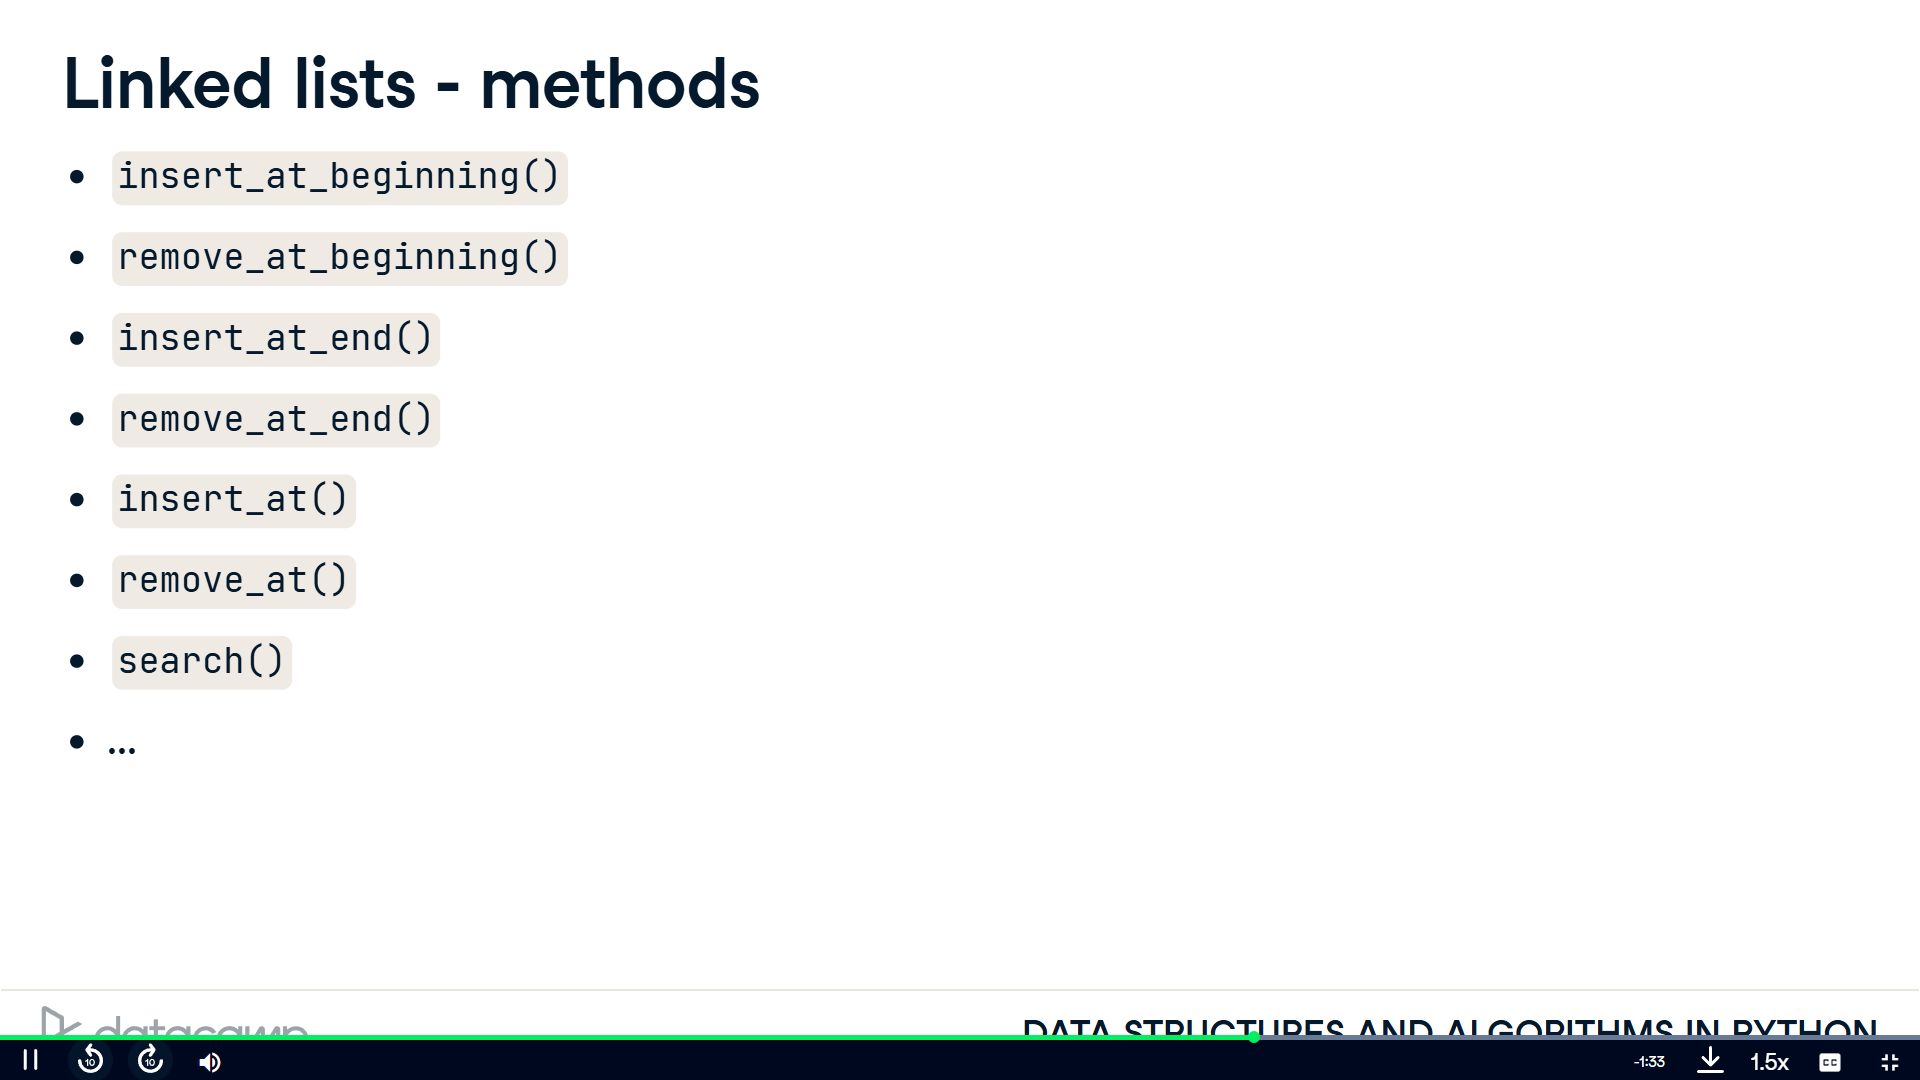 Linked lists - methods
• insert_at_beginning()
• remove_at_beginning()
• insert_at_end()
• remove_at_end()
• insert_at()
• remove_at()
• search()
• ...
datacamp
DATA STRUCTURES AND ALGORITHMS IN PYTHON
10 10 -1:33 1.5x CC